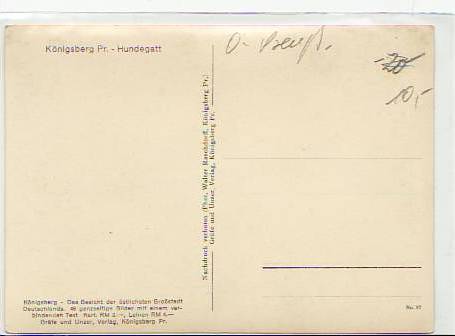 Königsberg Pr. - Hundegatt
O-Preuß.
20
10,-
Nachdruck verboten (Phot. Walter Raschdorff, Königsberg Pr.)
Gräfe und Unzer, Verlag, Königsberg Pr.
Königsberg - Das Gesicht der östlichsten Großstadt
Deutschlands. 48 ganzseitige Bilder mit einem ver-
bindenden Text. Kart. RM 3.-, Leinen RM 4.-
Gräfe und Unzer, Verlag, Königsberg Pr.